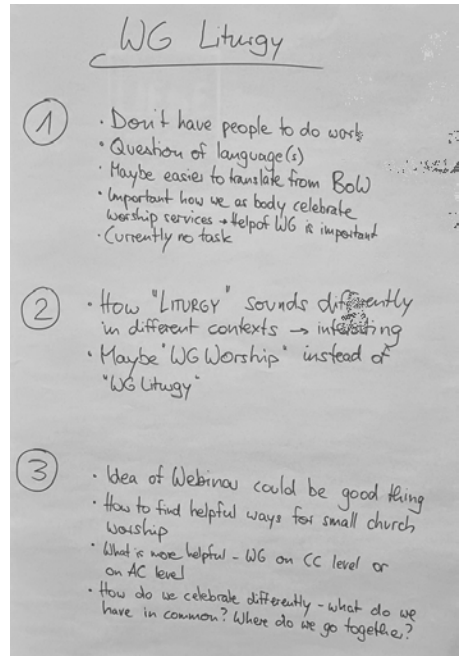 WG Liturgy
1
· Don't have people to do work
· Question of language(s)
· Maybe easier to translate from BoW
· Important how we as body celebrate
worship services → Help of WG is important
· Currently no task
2
· How "LITURGY" sounds differently
in different contexts →
· Maybe "WG Worship" instead of
"WG Liturgy"
3
· Idea of Webinar could be good thing
· How to find helpful ways for small church
worship
· What is more helpful - WG on CC level or
on AC level
· How do we celebrate differently - what do we
have in common? Where do we go together?